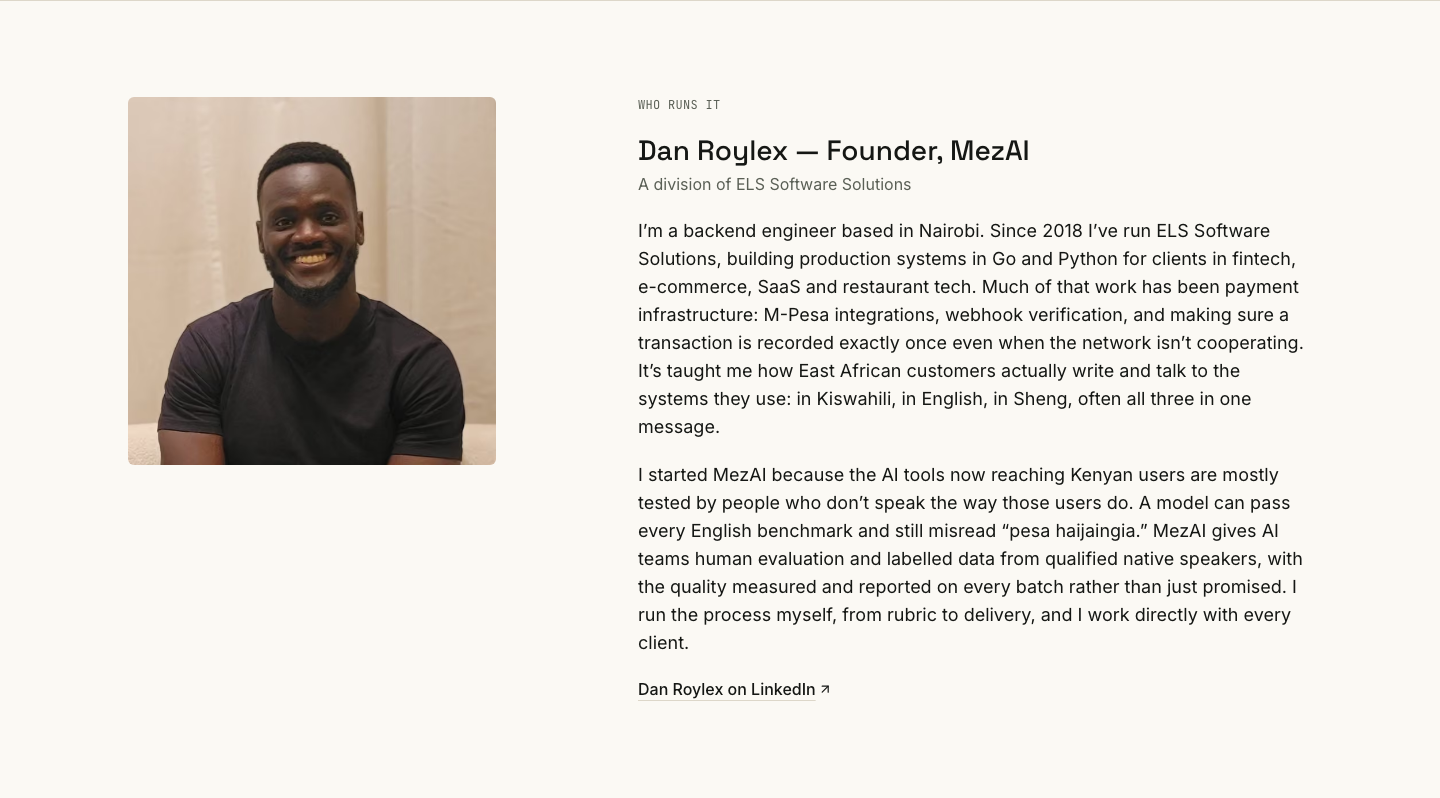 WHO RUNS IT
Dan Roylex — Founder, MezAI
A division of ELS Software Solutions
I’m a backend engineer based in Nairobi. Since 2018 I’ve run ELS Software
Solutions, building production systems in Go and Python for clients in fintech,
e-commerce, SaaS and restaurant tech. Much of that work has been payment
infrastructure: M-Pesa integrations, webhook verification, and making sure a
transaction is recorded exactly once even when the network isn’t cooperating.
It’s taught me how East African customers actually write and talk to the
systems they use: in Kiswahili, in English, in Sheng, often all three in one
message.
I started MezAI because the AI tools now reaching Kenyan users are mostly
tested by people who don’t speak the way those users do. A model can pass
every English benchmark and still misread “pesa haijaingia.” MezAI gives AI
teams human evaluation and labelled data from qualified native speakers, with
the quality measured and reported on every batch rather than just promised. I
run the process myself, from rubric to delivery, and I work directly with every
client.
Dan Roylex on LinkedIn ↗